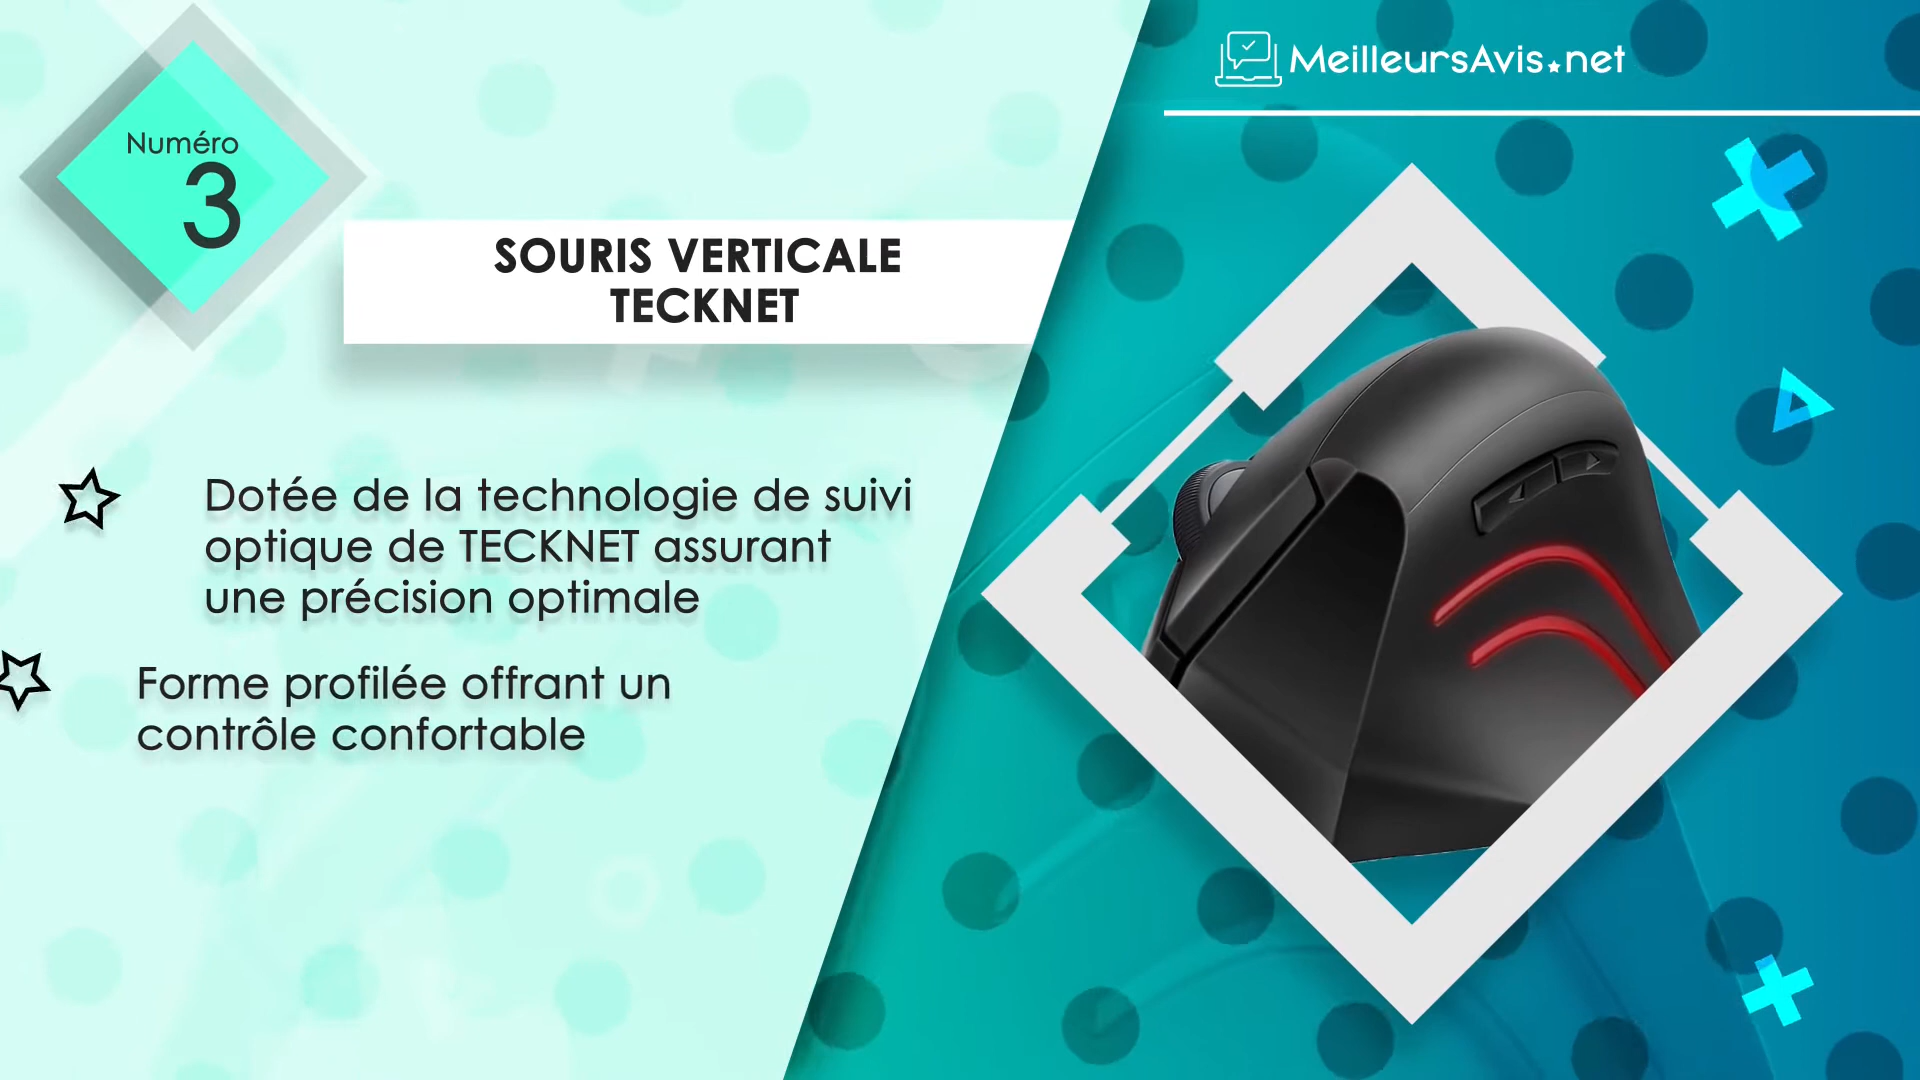 Numéro
3
MeilleursAvis★net
SOURIS VERTICALE
TECKNET
Dotée de la technologie de suivi
optique de TECKNET assurant
une précision optimale
Forme profilée offrant un
contrôle confortable